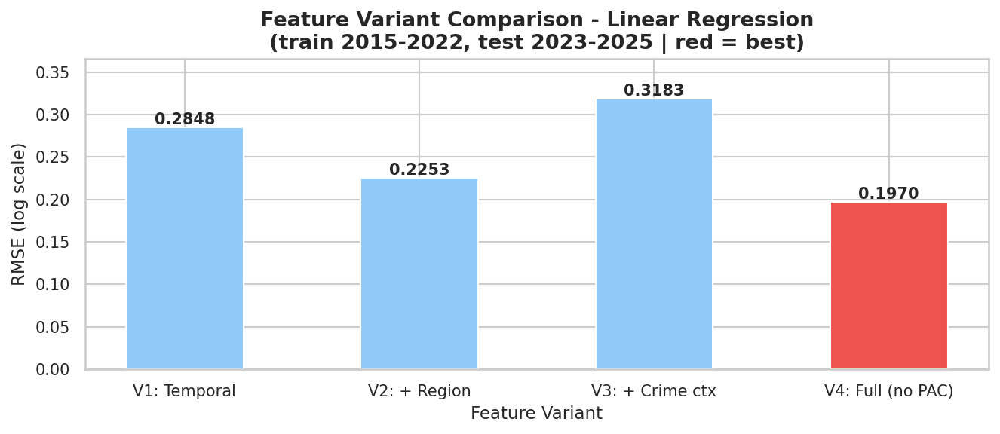 Feature Variant Comparison - Linear Regression
(train 2015-2022, test 2023-2025 | red = best)
RMSE (log scale)
0.35
0.30
0.25
0.20
0.15
0.10
0.05
0.00
0.2848
0.2253
0.3183
0.1970
V1: Temporal
V2: + Region
V3: + Crime ctx
V4: Full (no PAC)
Feature Variant